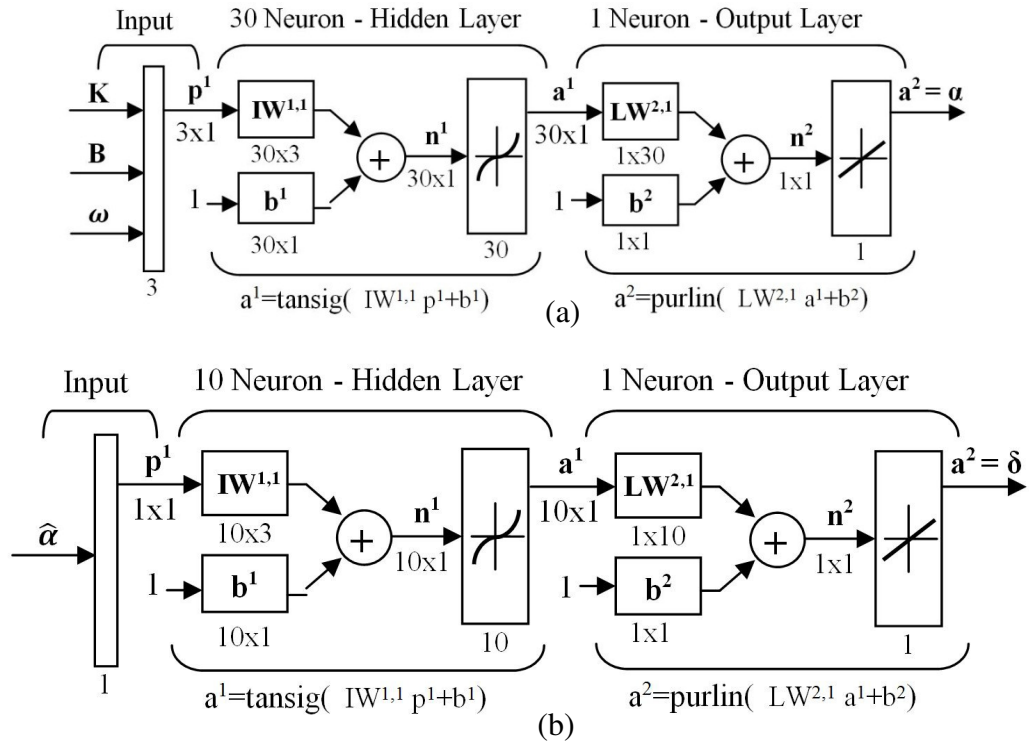 Input 30 Neuron - Hidden Layer 1 Neuron - Output Layer
K p¹ IW¹,¹ a¹ LW²,¹ a² = α
3x1 30x3 n¹ 30x1 1x30 n²
B + 30x1 + 1x1
ω 1 b¹ 1 b²
3 30x1 30 1x1 1
a¹=tansig( IW¹,¹ p¹+b¹) a²=purlin( LW²,¹ a¹+b²)
(a)
Input 10 Neuron - Hidden Layer 1 Neuron - Output Layer
p¹ IW¹,¹ a¹ LW²,¹ a² = δ
1x1 10x3 n¹ 10x1 1x10 n²
α̂ + 10x1 + 1x1
1 b¹ 1 b²
1 10x1 10 1x1 1
a¹=tansig( IW¹,¹ p¹+b¹) a²=purlin( LW²,¹ a¹+b²)
(b)